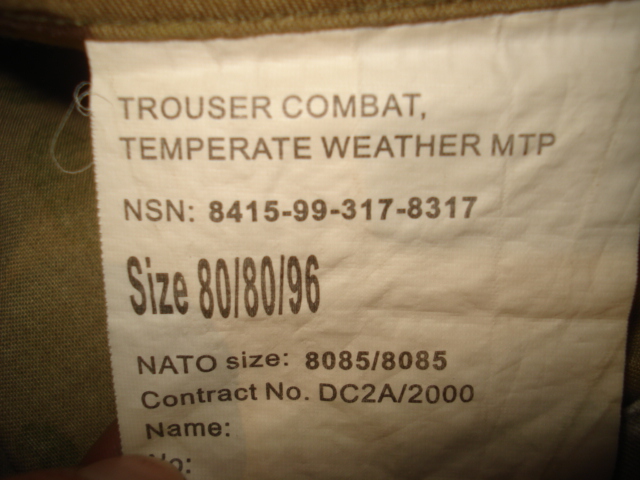 TROUSER COMBAT,
TEMPERATE WEATHER MTP
NSN: 8415-99-317-8317
Size 80/80/96
NATO size: 8085/8085
Contract No. DC2A/2000
Name:
No: